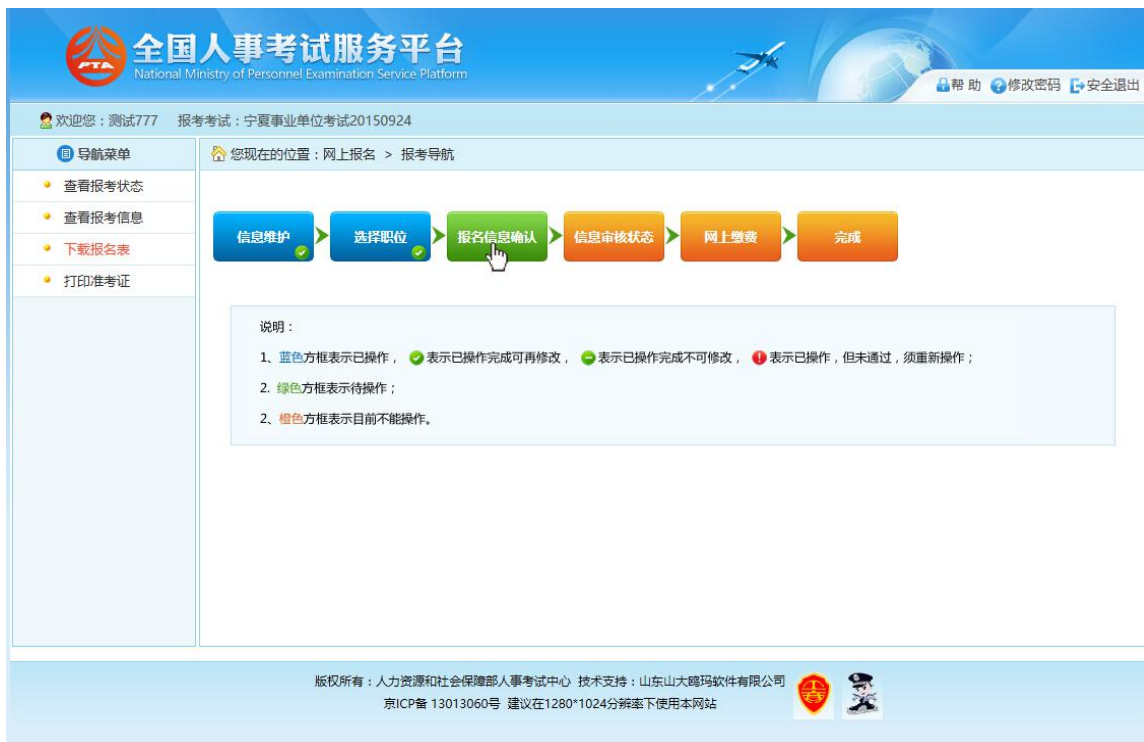 全国人事考试服务平台
PTA
National Ministry of Personnel Examination Service Platform
帮 助 修改密码 安全退出
欢迎您：测试777 报考考试：宁夏事业单位考试20150924
导航菜单
您现在的位置：网上报名 > 报考导航
查看报考状态
查看报考信息
下载报名表
打印准考证
信息维护 选择职位 报名信息确认 信息审核状态 网上缴费 完成
说明：
1、蓝色方框表示已操作， 表示已操作完成可再修改， 表示已操作完成不可修改， 表示已操作，但未通过，须重新操作；
2. 绿色方框表示待操作；
2、橙色方框表示目前不能操作。
版权所有：人力资源和社会保障部人事考试中心 技术支持：山东山大鸥玛软件有限公司
京ICP备 13013060号 建议在1280*1024分辨率下使用本网站